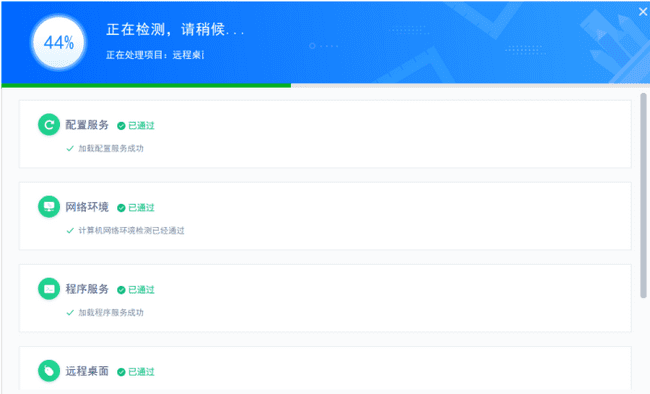 44%
正在检测，请稍候...
正在处理项目：远程桌
配置服务 已通过
加载配置服务成功
网络环境 已通过
计算机网络环境检测已经通过
程序服务 已通过
加载程序服务成功
远程桌面 已通过